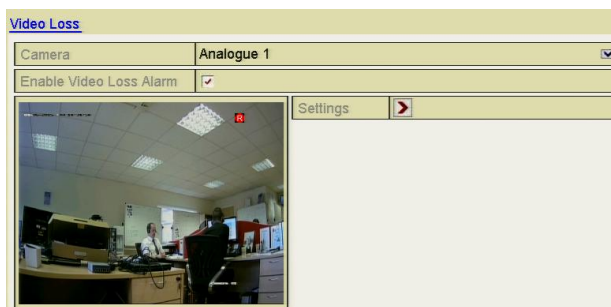 Video Loss
Camera Analogue 1
Enable Video Loss Alarm
Settings
R